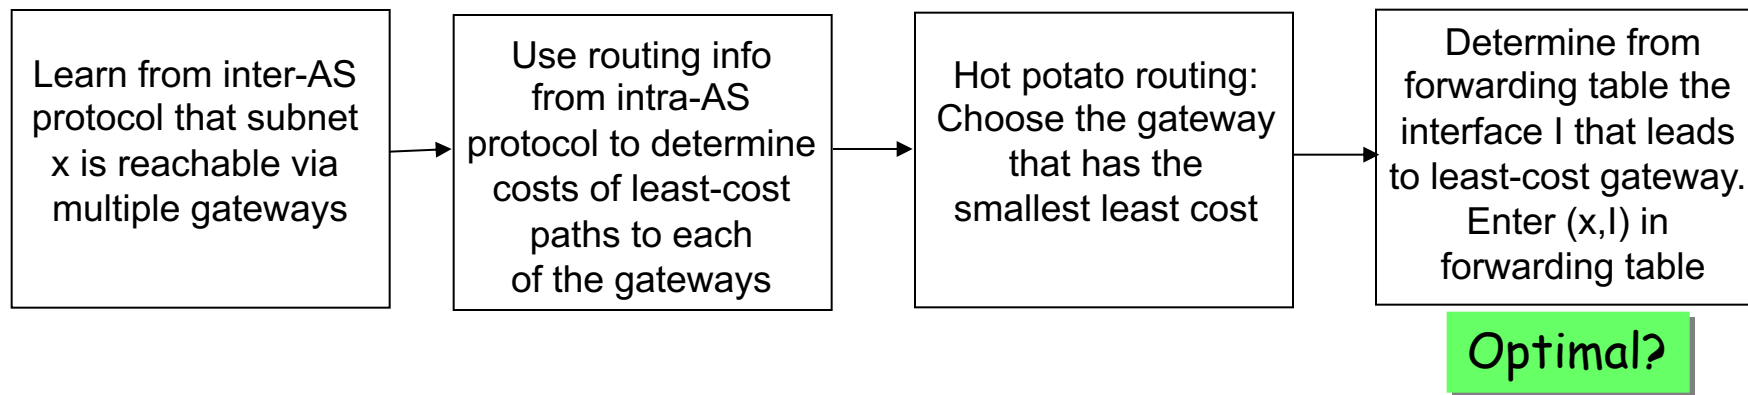 Learn from inter-AS
protocol that subnet
x is reachable via
multiple gateways
Use routing info
from intra-AS
protocol to determine
costs of least-cost
paths to each
of the gateways
Hot potato routing:
Choose the gateway
that has the
smallest least cost
Determine from
forwarding table the
interface I that leads
to least-cost gateway.
Enter (x,I) in
forwarding table
Optimal?